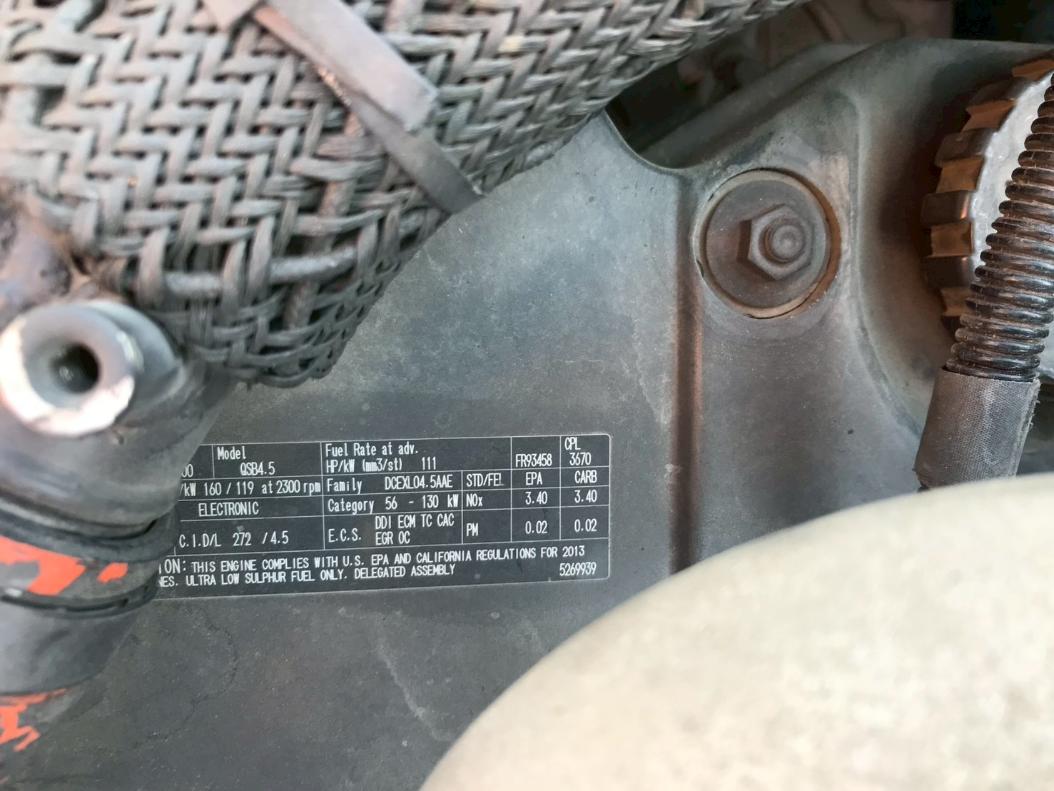 Model Fuel Rate at adv. CPL
00 QSB4.5 HP/kW (mm3/st) 111 FR93458 3670
/kW 160 / 119 at 2300 rpm Family DCEXL04.5AAE STD/FEL EPA CARB
ELECTRONIC Category 56 - 130 kW NOx 3.40 3.40
C.I.D/L 272 /4.5 E.C.S. DDI ECM TC CAC PM 0.02 0.02
EGR OC
ION: THIS ENGINE COMPLIES WITH U.S. EPA AND CALIFORNIA REGULATIONS FOR 2013
NES. ULTRA LOW SULPHUR FUEL ONLY. DELEGATED ASSEMBLY 5269939